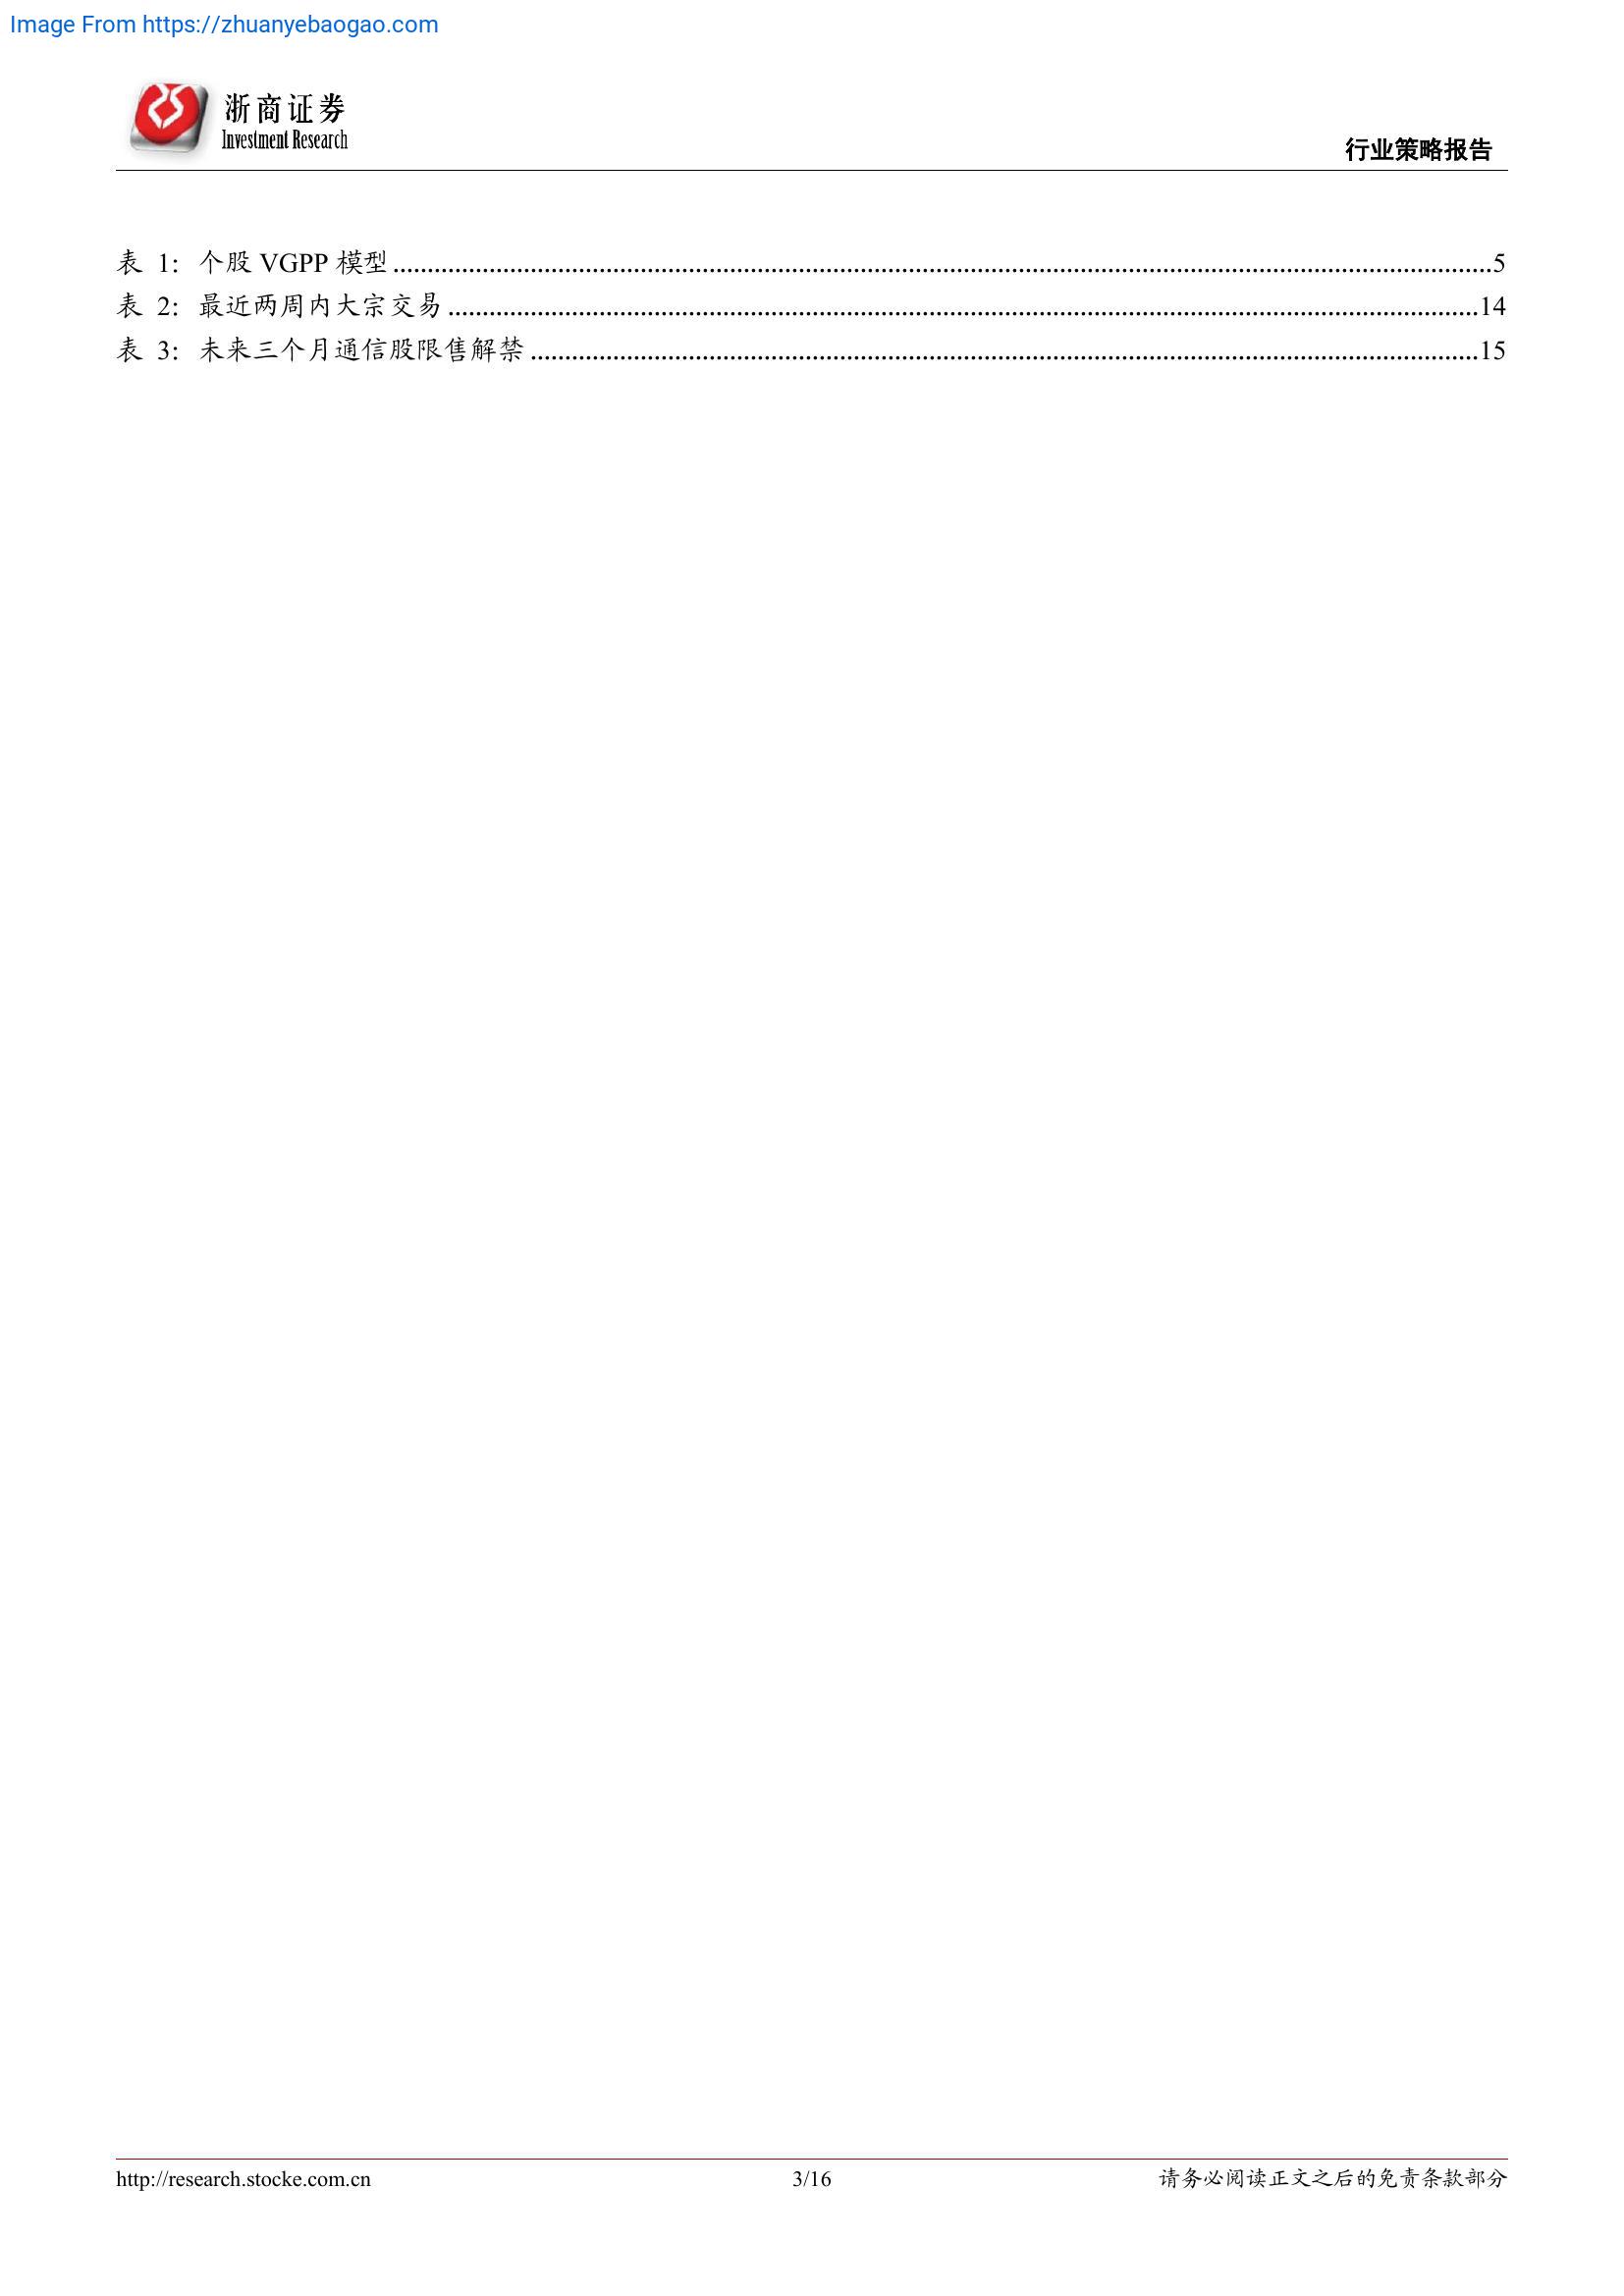 Image From https://zhuanyebaogao.com
浙商证券
Investment Research
行业策略报告
表 1：个股 VGPP 模型................................................................................5
表 2：最近两周内大宗交易................................................................................14
表 3：未来三个月通信股限售解禁................................................................................15
http://research.stocke.com.cn 3/16 请务必阅读正文之后的免责条款部分